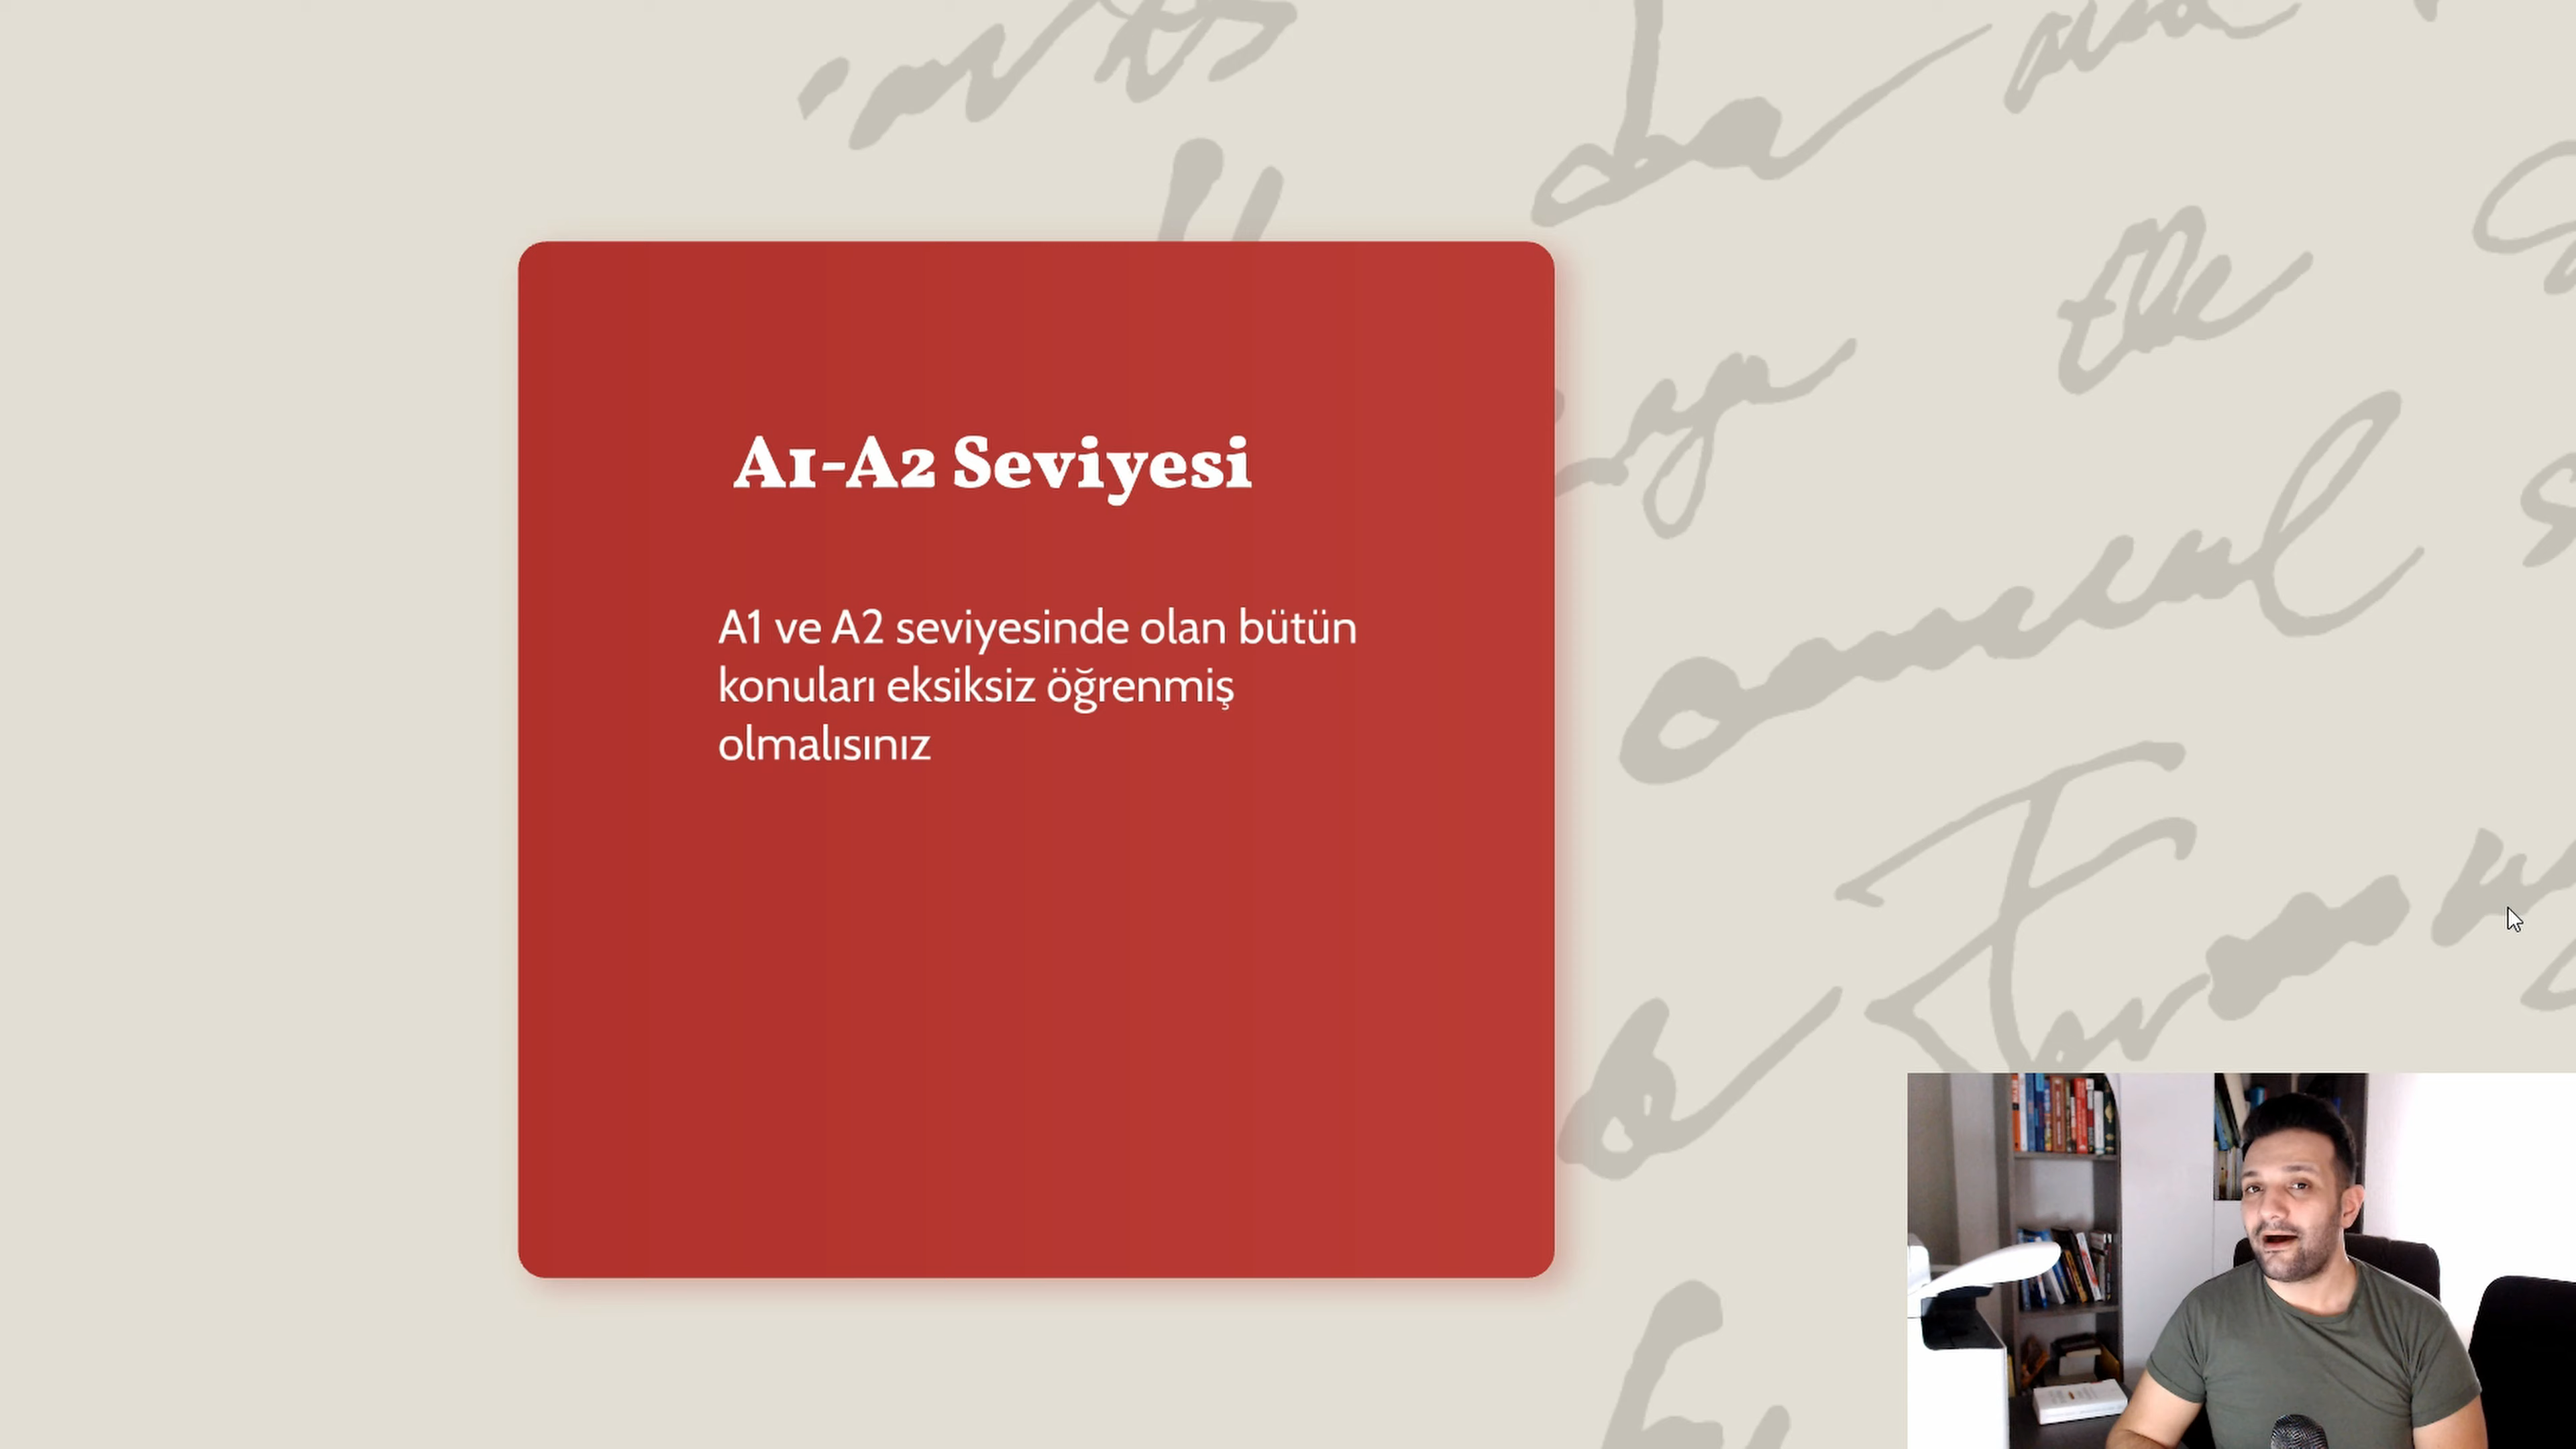 A1-A2 Seviyesi
A1 ve A2 seviyesinde olan bütün
konuları eksiksiz öğrenmiş
olmalısınız